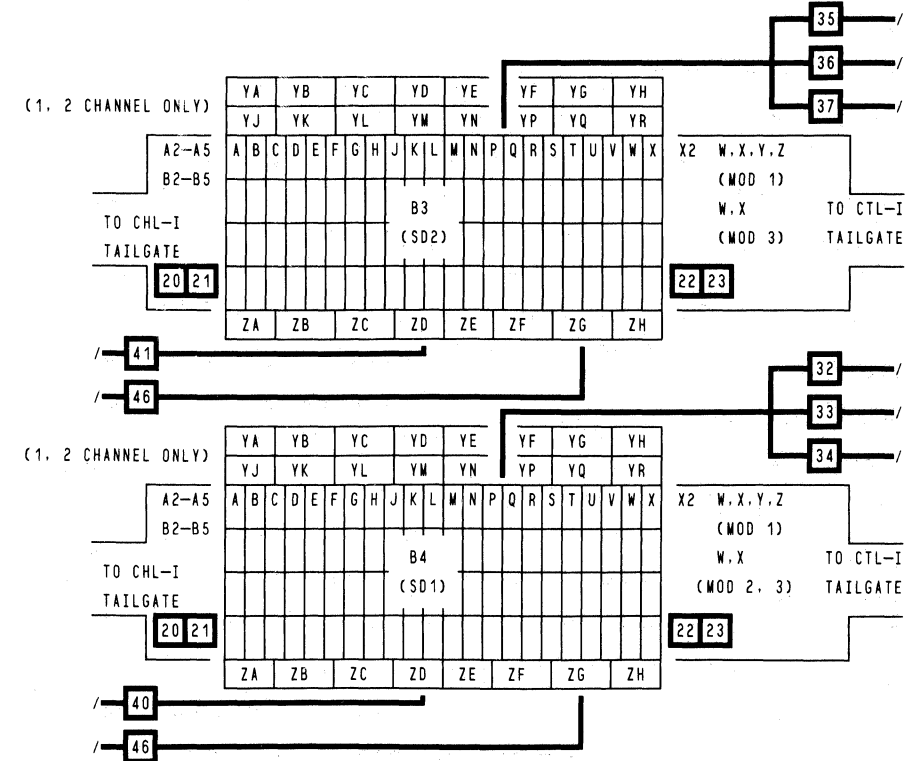 35 /
36 /
37 /
(1, 2 CHANNEL ONLY)
YA YB YC YD YE YF YG YH
YJ YK YL YM YN YP YQ YR
A2-A5 A B C D E F G H J K L M N P Q R S T U V W X X2 W,X,Y,Z
B2-B5 (MOD 1)
B3 W,X TO CTL-I
TO CHL-I (SD2) (MOD 3) TAILGATE
TAILGATE
20 21 22 23
ZA ZB ZC ZD ZE ZF ZG ZH
/ 41
/ 46
32 /
33 /
34 /
(1, 2 CHANNEL ONLY)
YA YB YC YD YE YF YG YH
YJ YK YL YM YN YP YQ YR
A2-A5 A B C D E F G H J K L M N P Q R S T U V W X X2 W,X,Y,Z
B2-B5 (MOD 1)
B4 W,X TO CTL-I
TO CHL-I (SD1) (MOD 2, 3) TAILGATE
TAILGATE
20 21 22 23
ZA ZB ZC ZD ZE ZF ZG ZH
/ 40
/ 46